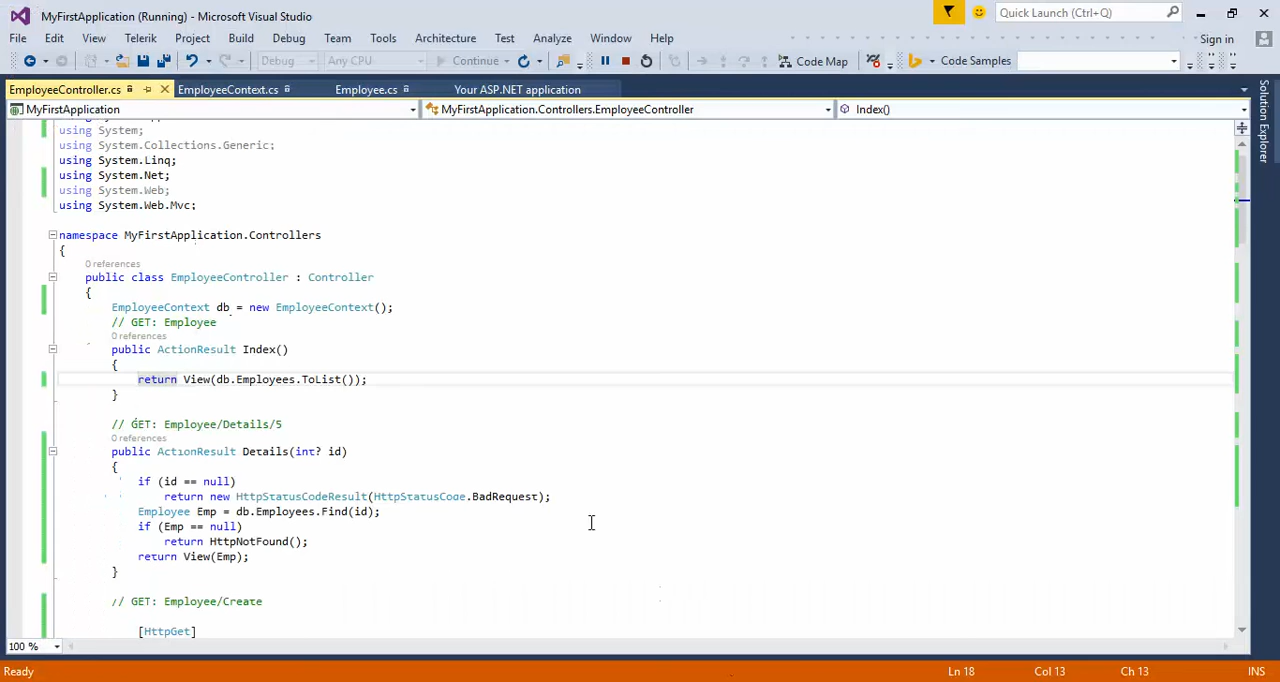 MyFirstApplication (Running) - Microsoft Visual Studio
Quick Launch (Ctrl+Q)
File Edit View Telerik Project Build Debug Team Tools Architecture Test Analyze Window Help
Sign in
Debug Any CPU Continue Code Map Code Samples
EmployeeController.cs EmployeeContext.cs Employee.cs Your ASP.NET application
MyFirstApplication MyFirstApplication.Controllers.EmployeeController Index()
Solution Explorer
using System;
using System.Collections.Generic;
using System.Linq;
using System.Net;
using System.Web;
using System.Web.Mvc;
namespace MyFirstApplication.Controllers
{
0 references
public class EmployeeController : Controller
{
EmployeeContext db = new EmployeeContext();
// GET: Employee
0 references
public ActionResult Index()
{
return View(db.Employees.ToList());
}
// GET: Employee/Details/5
0 references
public ActionResult Details(int? id)
{
if (id == null)
return new HttpStatusCodeResult(HttpStatusCode.BadRequest);
Employee Emp = db.Employees.Find(id);
if (Emp == null)
return HttpNotFound();
return View(Emp);
}
// GET: Employee/Create
[HttpGet]
100 %
Ready Ln 18 Col 13 Ch 13 INS